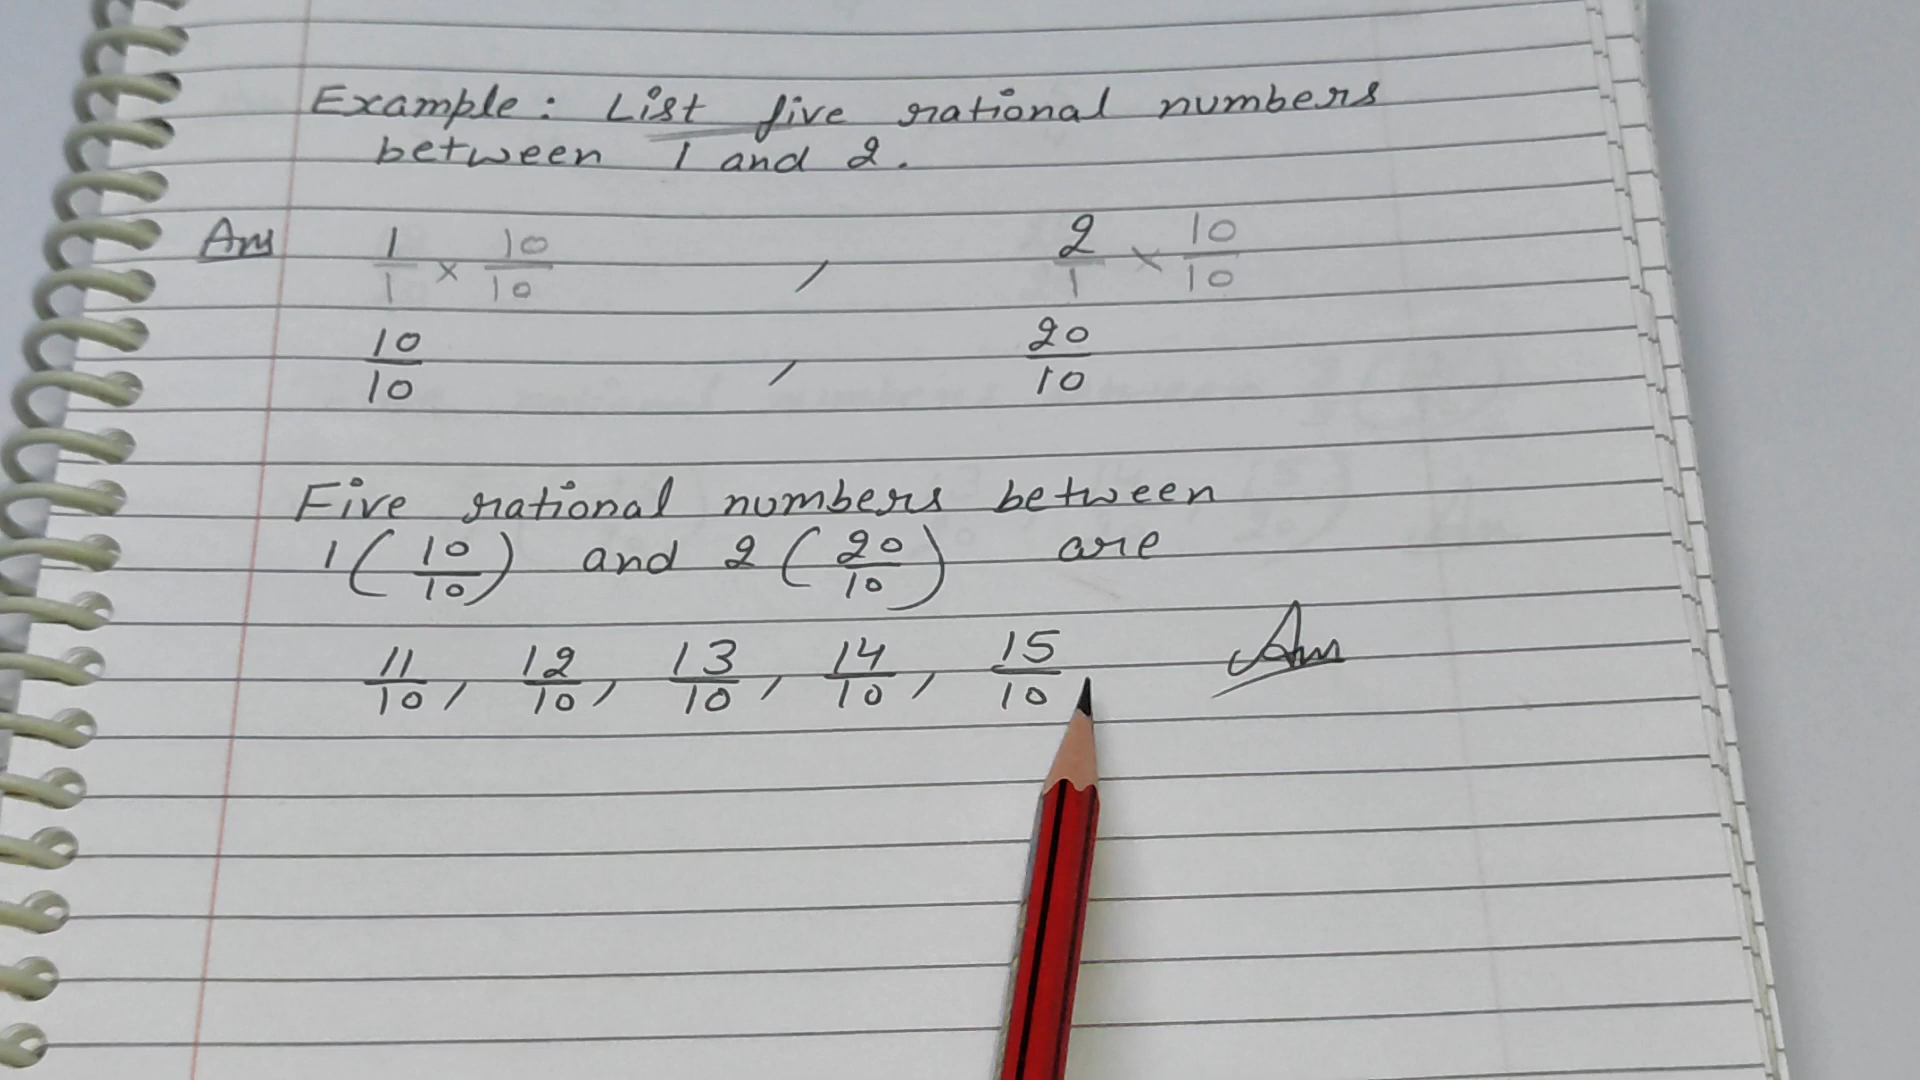 Example: List five rational numbers
between 1 and 2.
Ans 1/1 × 10/10 , 2/1 × 10/10
10/10 , 20/10
Five rational numbers between
1 (10/10) and 2 (20/10) are
11/10, 12/10, 13/10, 14/10, 15/10 Ans